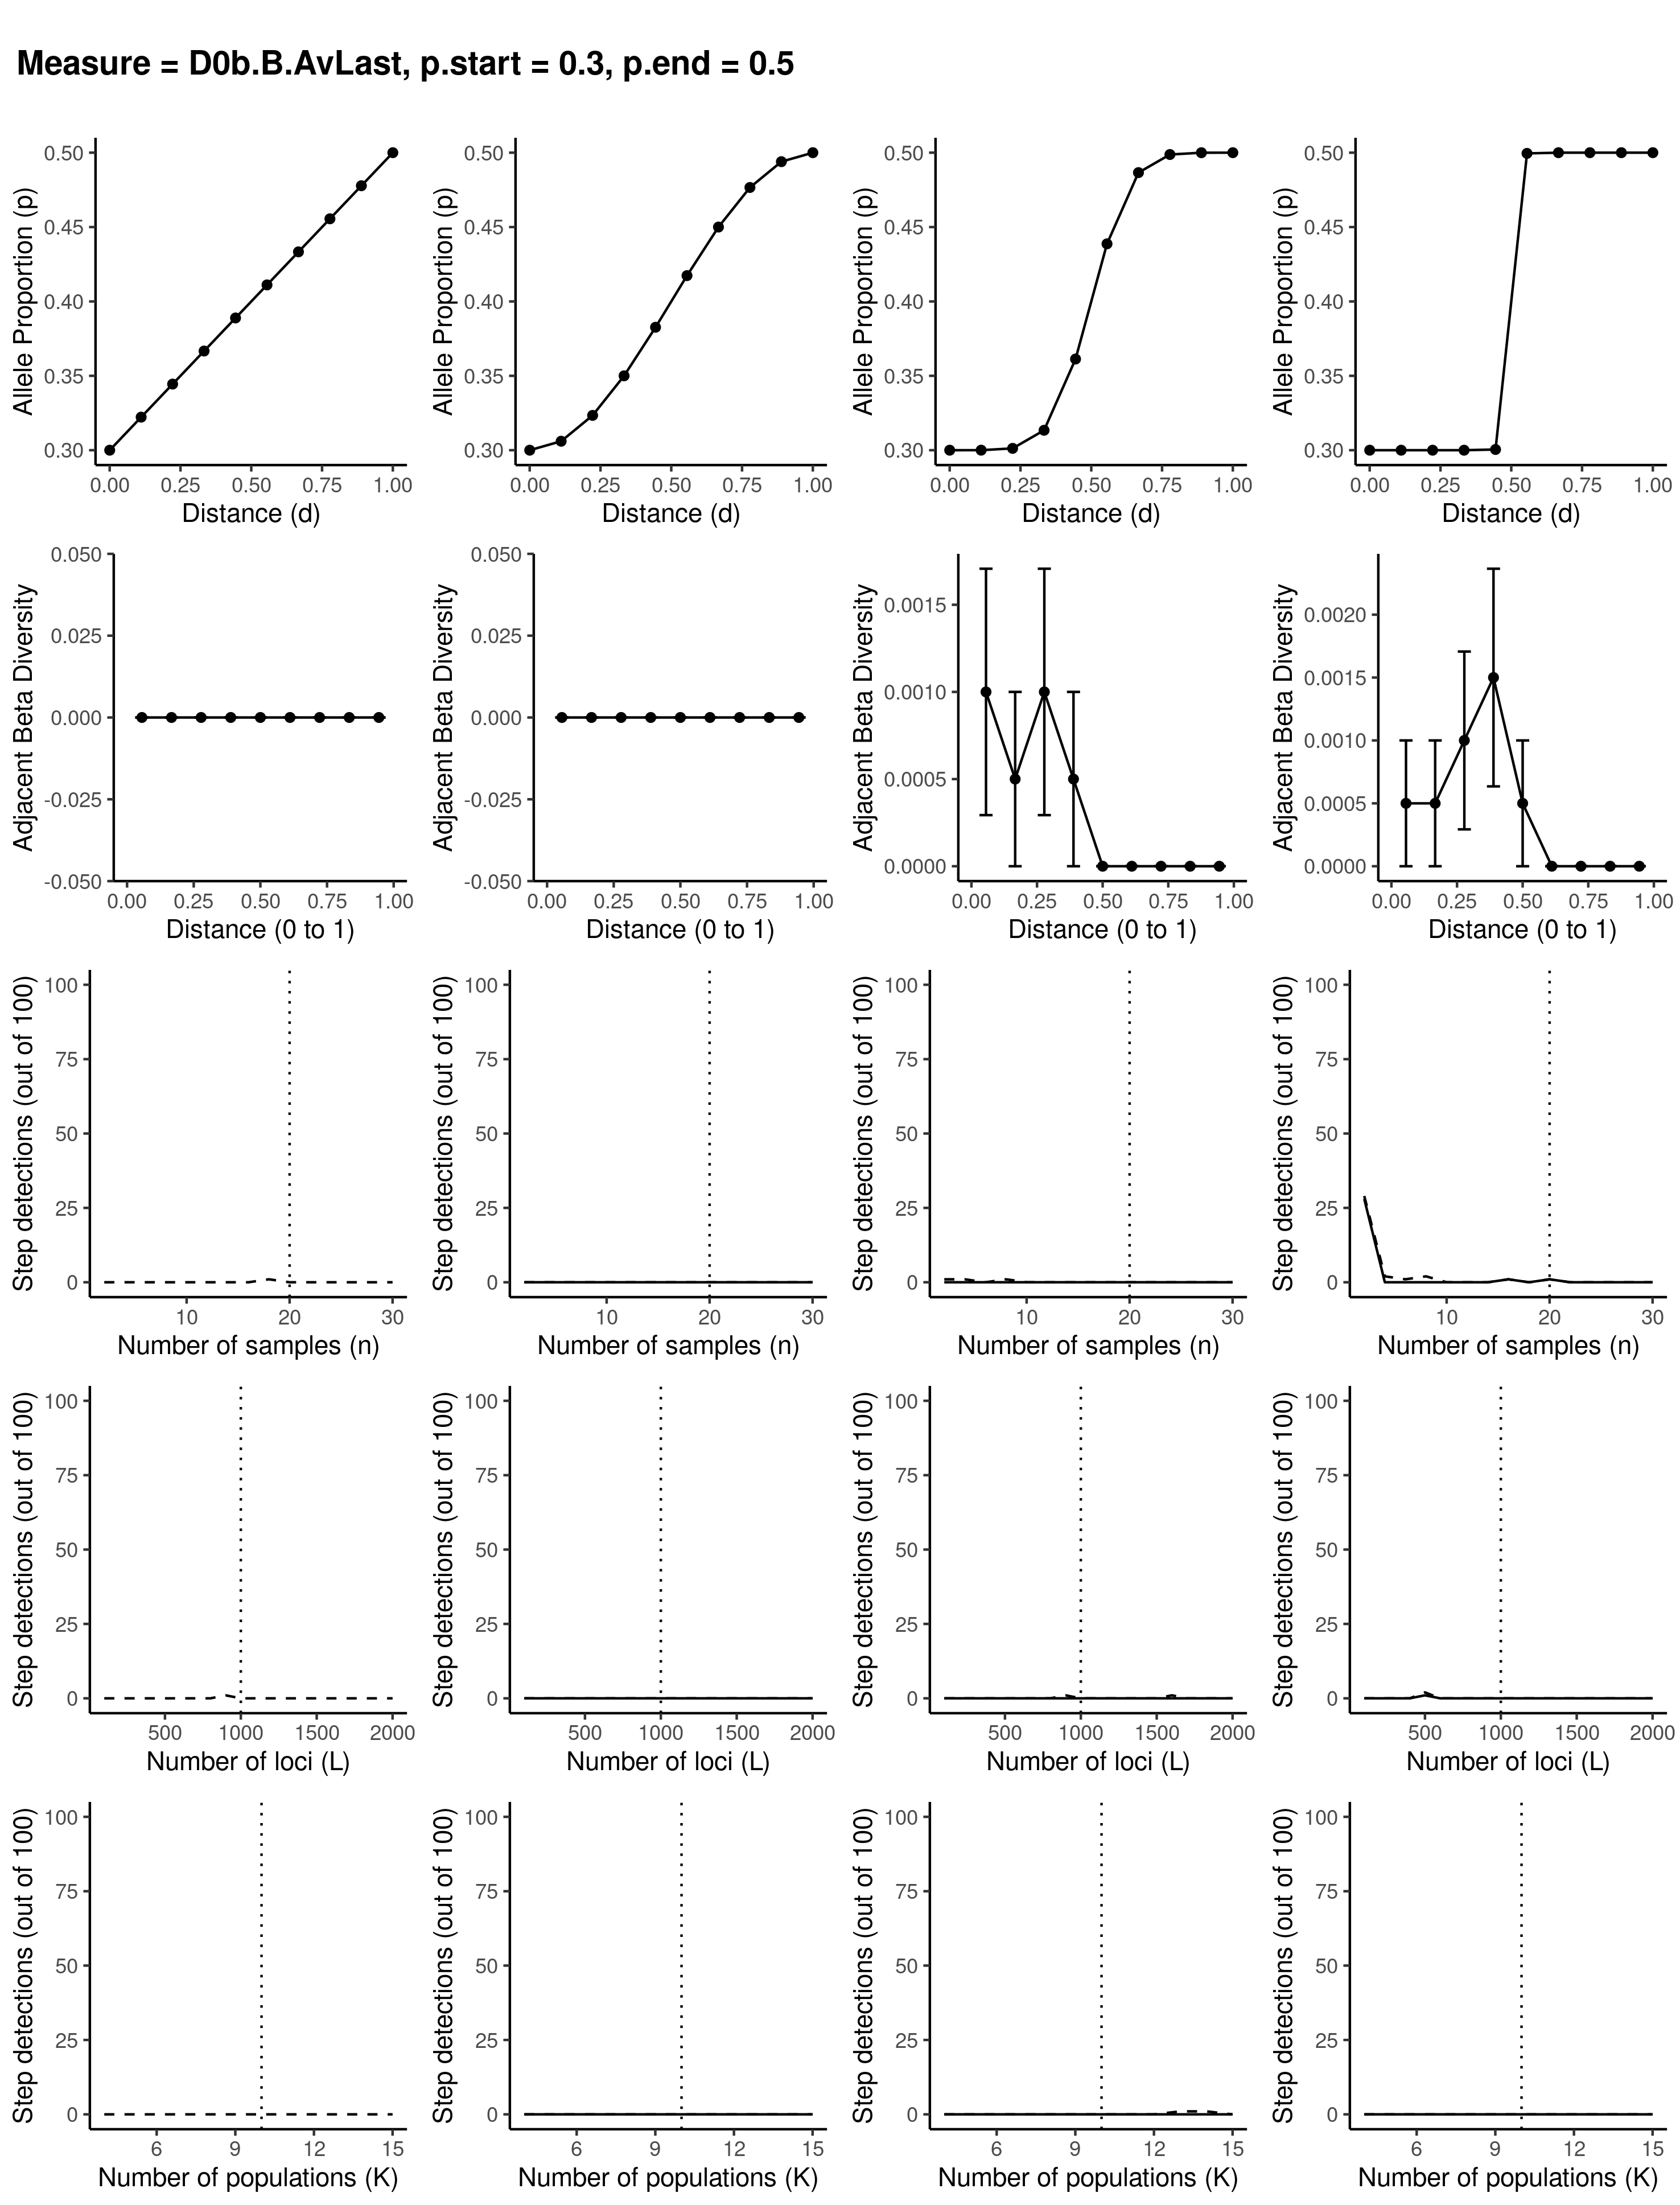 Measure = D0b.B.AvLast, p.start = 0.3, p.end = 0.5
Allele Proportion (p)
0.50
0.45
0.40
0.35
0.30
0.00 0.25 0.50 0.75 1.00
Distance (d)
Allele Proportion (p)
0.50
0.45
0.40
0.35
0.30
0.00 0.25 0.50 0.75 1.00
Distance (d)
Allele Proportion (p)
0.50
0.45
0.40
0.35
0.30
0.00 0.25 0.50 0.75 1.00
Distance (d)
Allele Proportion (p)
0.50
0.45
0.40
0.35
0.30
0.00 0.25 0.50 0.75 1.00
Distance (d)
Adjacent Beta Diversity
0.050
0.025
0.000
-0.025
-0.050
0.00 0.25 0.50 0.75 1.00
Distance (0 to 1)
Adjacent Beta Diversity
0.050
0.025
0.000
-0.025
-0.050
0.00 0.25 0.50 0.75 1.00
Distance (0 to 1)
Adjacent Beta Diversity
0.0015
0.0010
0.0005
0.0000
0.00 0.25 0.50 0.75 1.00
Distance (0 to 1)
Adjacent Beta Diversity
0.0020
0.0015
0.0010
0.0005
0.0000
0.00 0.25 0.50 0.75 1.00
Distance (0 to 1)
Step detections (out of 100)
100
75
50
25
0
10 20 30
Number of samples (n)
Step detections (out of 100)
100
75
50
25
0
10 20 30
Number of samples (n)
Step detections (out of 100)
100
75
50
25
0
10 20 30
Number of samples (n)
Step detections (out of 100)
100
75
50
25
0
10 20 30
Number of samples (n)
Step detections (out of 100)
100
75
50
25
0
500 1000 1500 2000
Number of loci (L)
Step detections (out of 100)
100
75
50
25
0
500 1000 1500 2000
Number of loci (L)
Step detections (out of 100)
100
75
50
25
0
500 1000 1500 2000
Number of loci (L)
Step detections (out of 100)
100
75
50
25
0
500 1000 1500 2000
Number of loci (L)
Step detections (out of 100)
100
75
50
25
0
6 9 12 15
Number of populations (K)
Step detections (out of 100)
100
75
50
25
0
6 9 12 15
Number of populations (K)
Step detections (out of 100)
100
75
50
25
0
6 9 12 15
Number of populations (K)
Step detections (out of 100)
100
75
50
25
0
6 9 12 15
Number of populations (K)